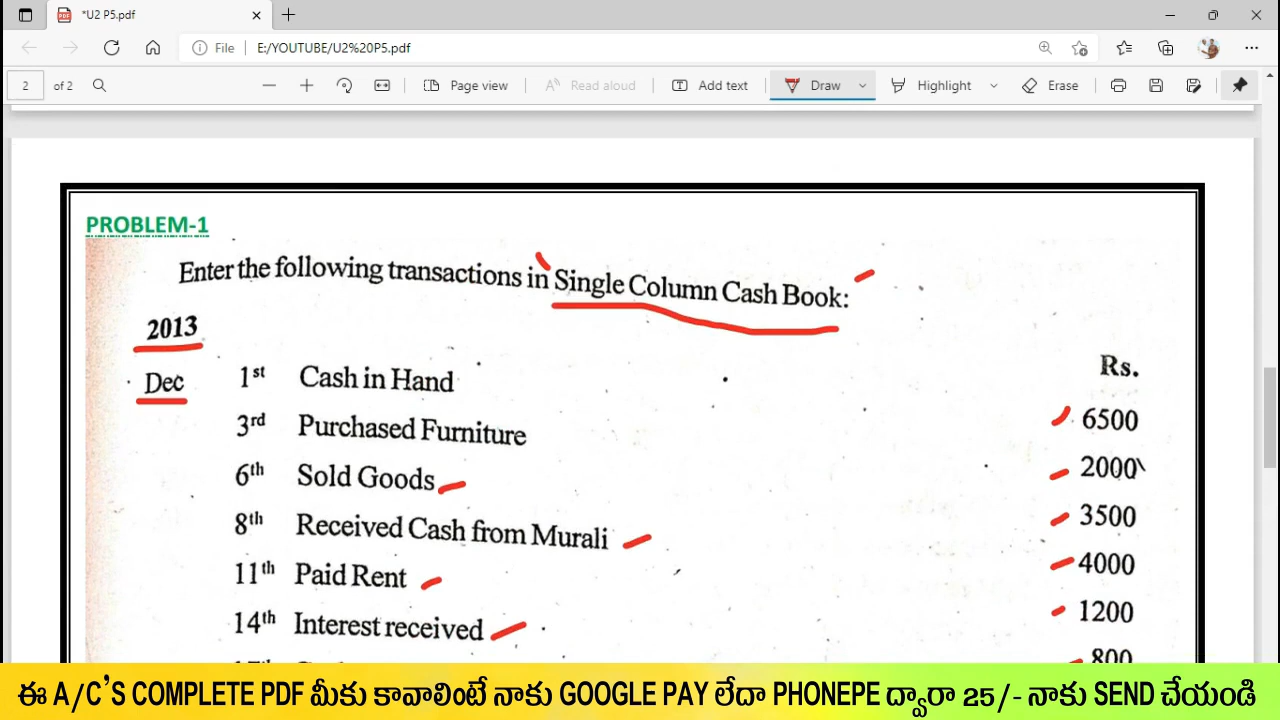 *U2 P5.pdf
File E:/YOUTUBE/U2%20P5.pdf
2 of 2 Page view Read aloud Add text Draw Highlight Erase
PROBLEM-1
Enter the following transactions in Single Column Cash Book:
2013 Rs.
Dec 1st Cash in Hand 6500
3rd Purchased Furniture 2000
6th Sold Goods 3500
8th Received Cash from Murali 4000
11th Paid Rent 1200
14th Interest received 800
ఈ A/C'S COMPLETE PDF మీకు కావాలింటే నాకు GOOGLE PAY లేదా PHONEPE ద్వారా 25/- నాకు SEND చేయండి